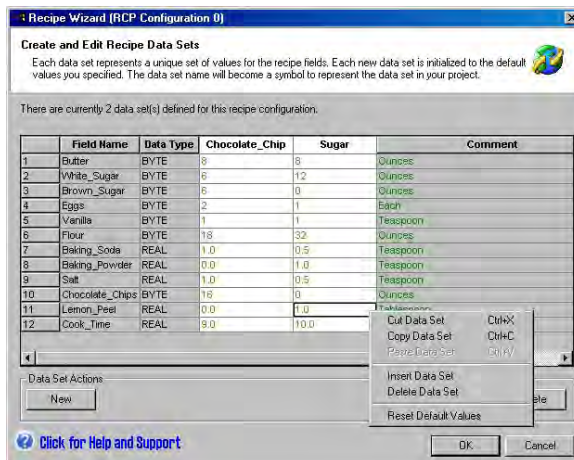 Recipe Wizard (RCP Configuration 0)
Create and Edit Recipe Data Sets
Each data set represents a unique set of values for the recipe fields. Each new data set is initialized to the default
values you specified. The data set name will become a symbol to represent the data set in your project.
There are currently 2 data set(s) defined for this recipe configuration.
Field Name Data Type Chocolate_Chip Sugar Comment
1 Butter BYTE 8 8 Ounces
2 White_Sugar BYTE 6 12 Ounces
3 Brown_Sugar BYTE 6 0 Ounces
4 Eggs BYTE 2 1 Each
5 Vanilla BYTE 1 1 Teaspoon
6 Flour BYTE 18 32 Ounces
7 Baking_Soda REAL 1.0 0.5 Teaspoon
8 Baking_Powder REAL 0.0 1.0 Teaspoon
9 Salt REAL 1.0 0.5 Teaspoon
10 Chocolate_Chips BYTE 16 0 Ounces
11 Lemon_Peel REAL 0.0 1.0
12 Cook_Time REAL 9.0 10.0
Cut Data Set Ctrl+X
Copy Data Set Ctrl+C
Paste Data Set Ctrl+V
Insert Data Set
Delete Data Set
Reset Default Values
Data Set Actions
New
Click for Help and Support
OK Cancel